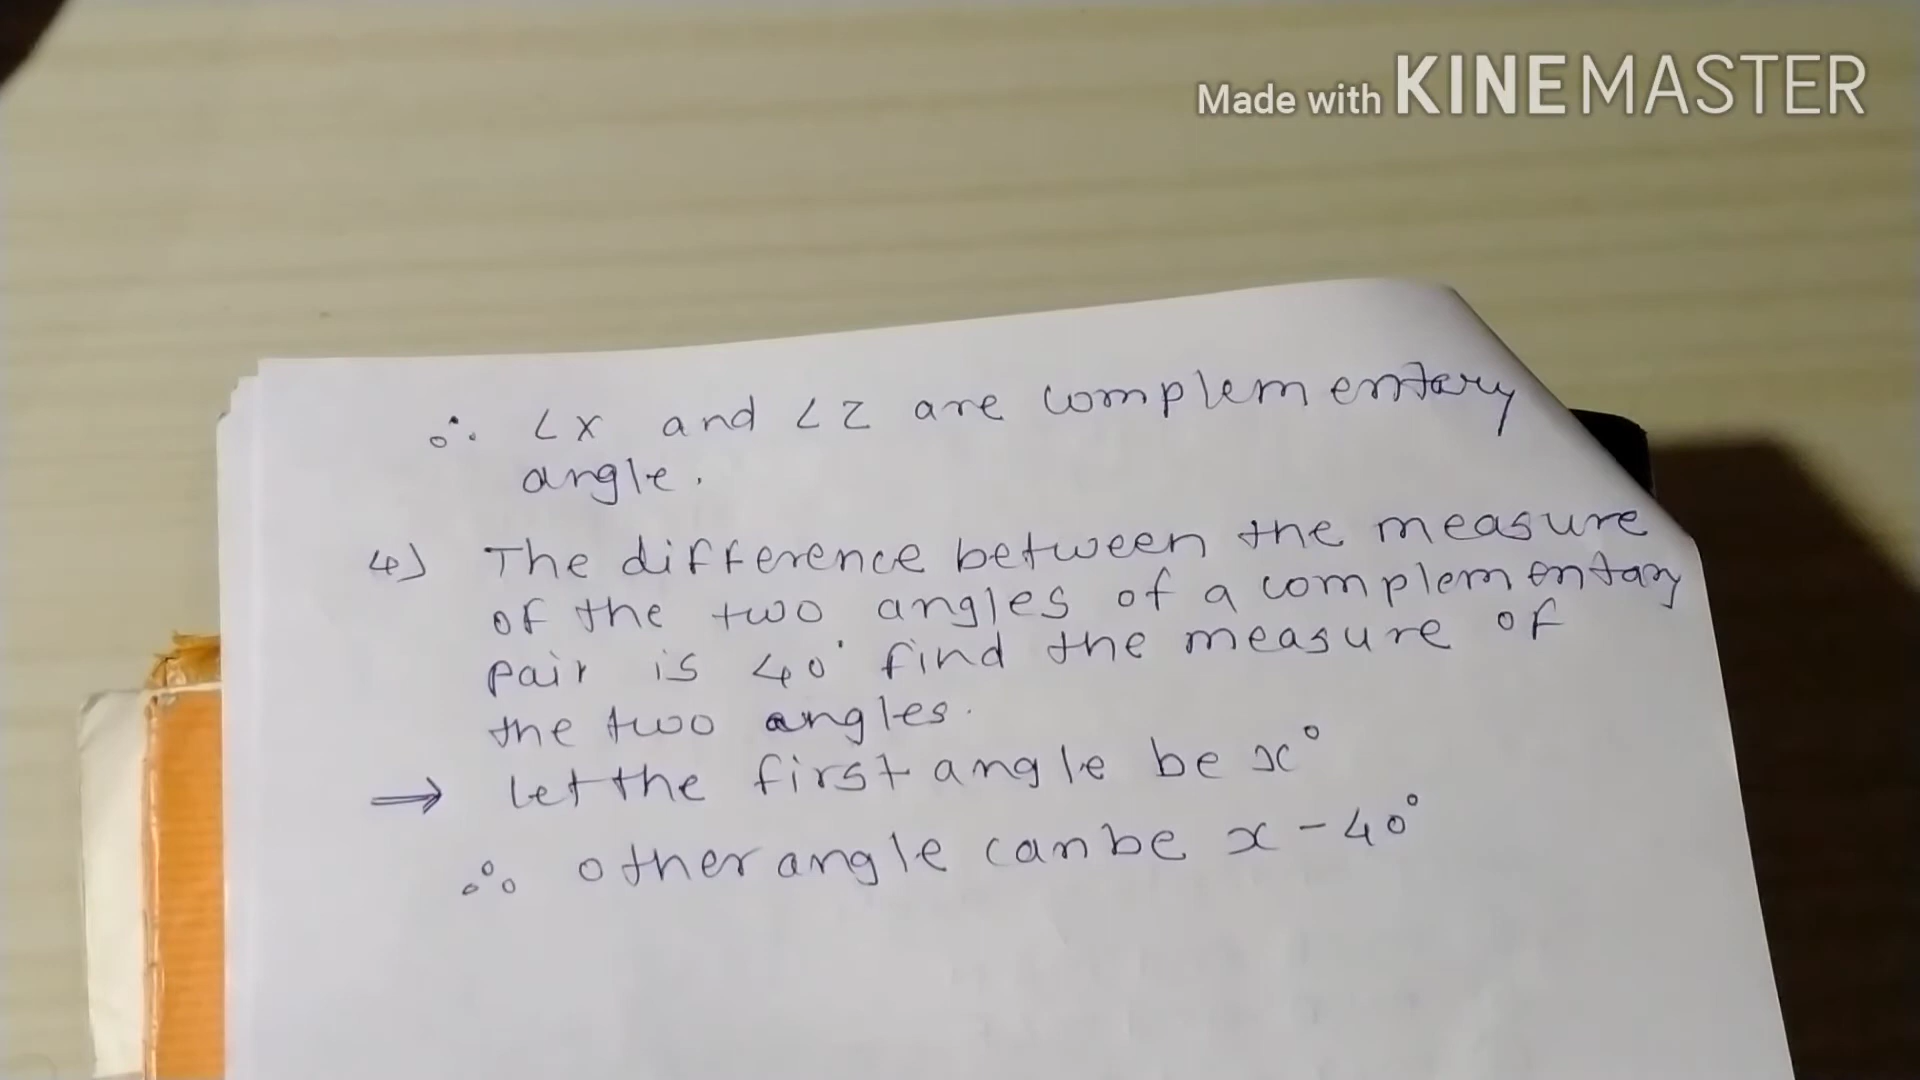 Made with KINEMASTER
∴ ∠X and ∠Z are complementary
angle.
4) The difference between the measure
of the two angles of a complementary
pair is 40° find the measure of
the two angles.
⇒ Let the first angle be x°
∴ other angle can be x - 40°